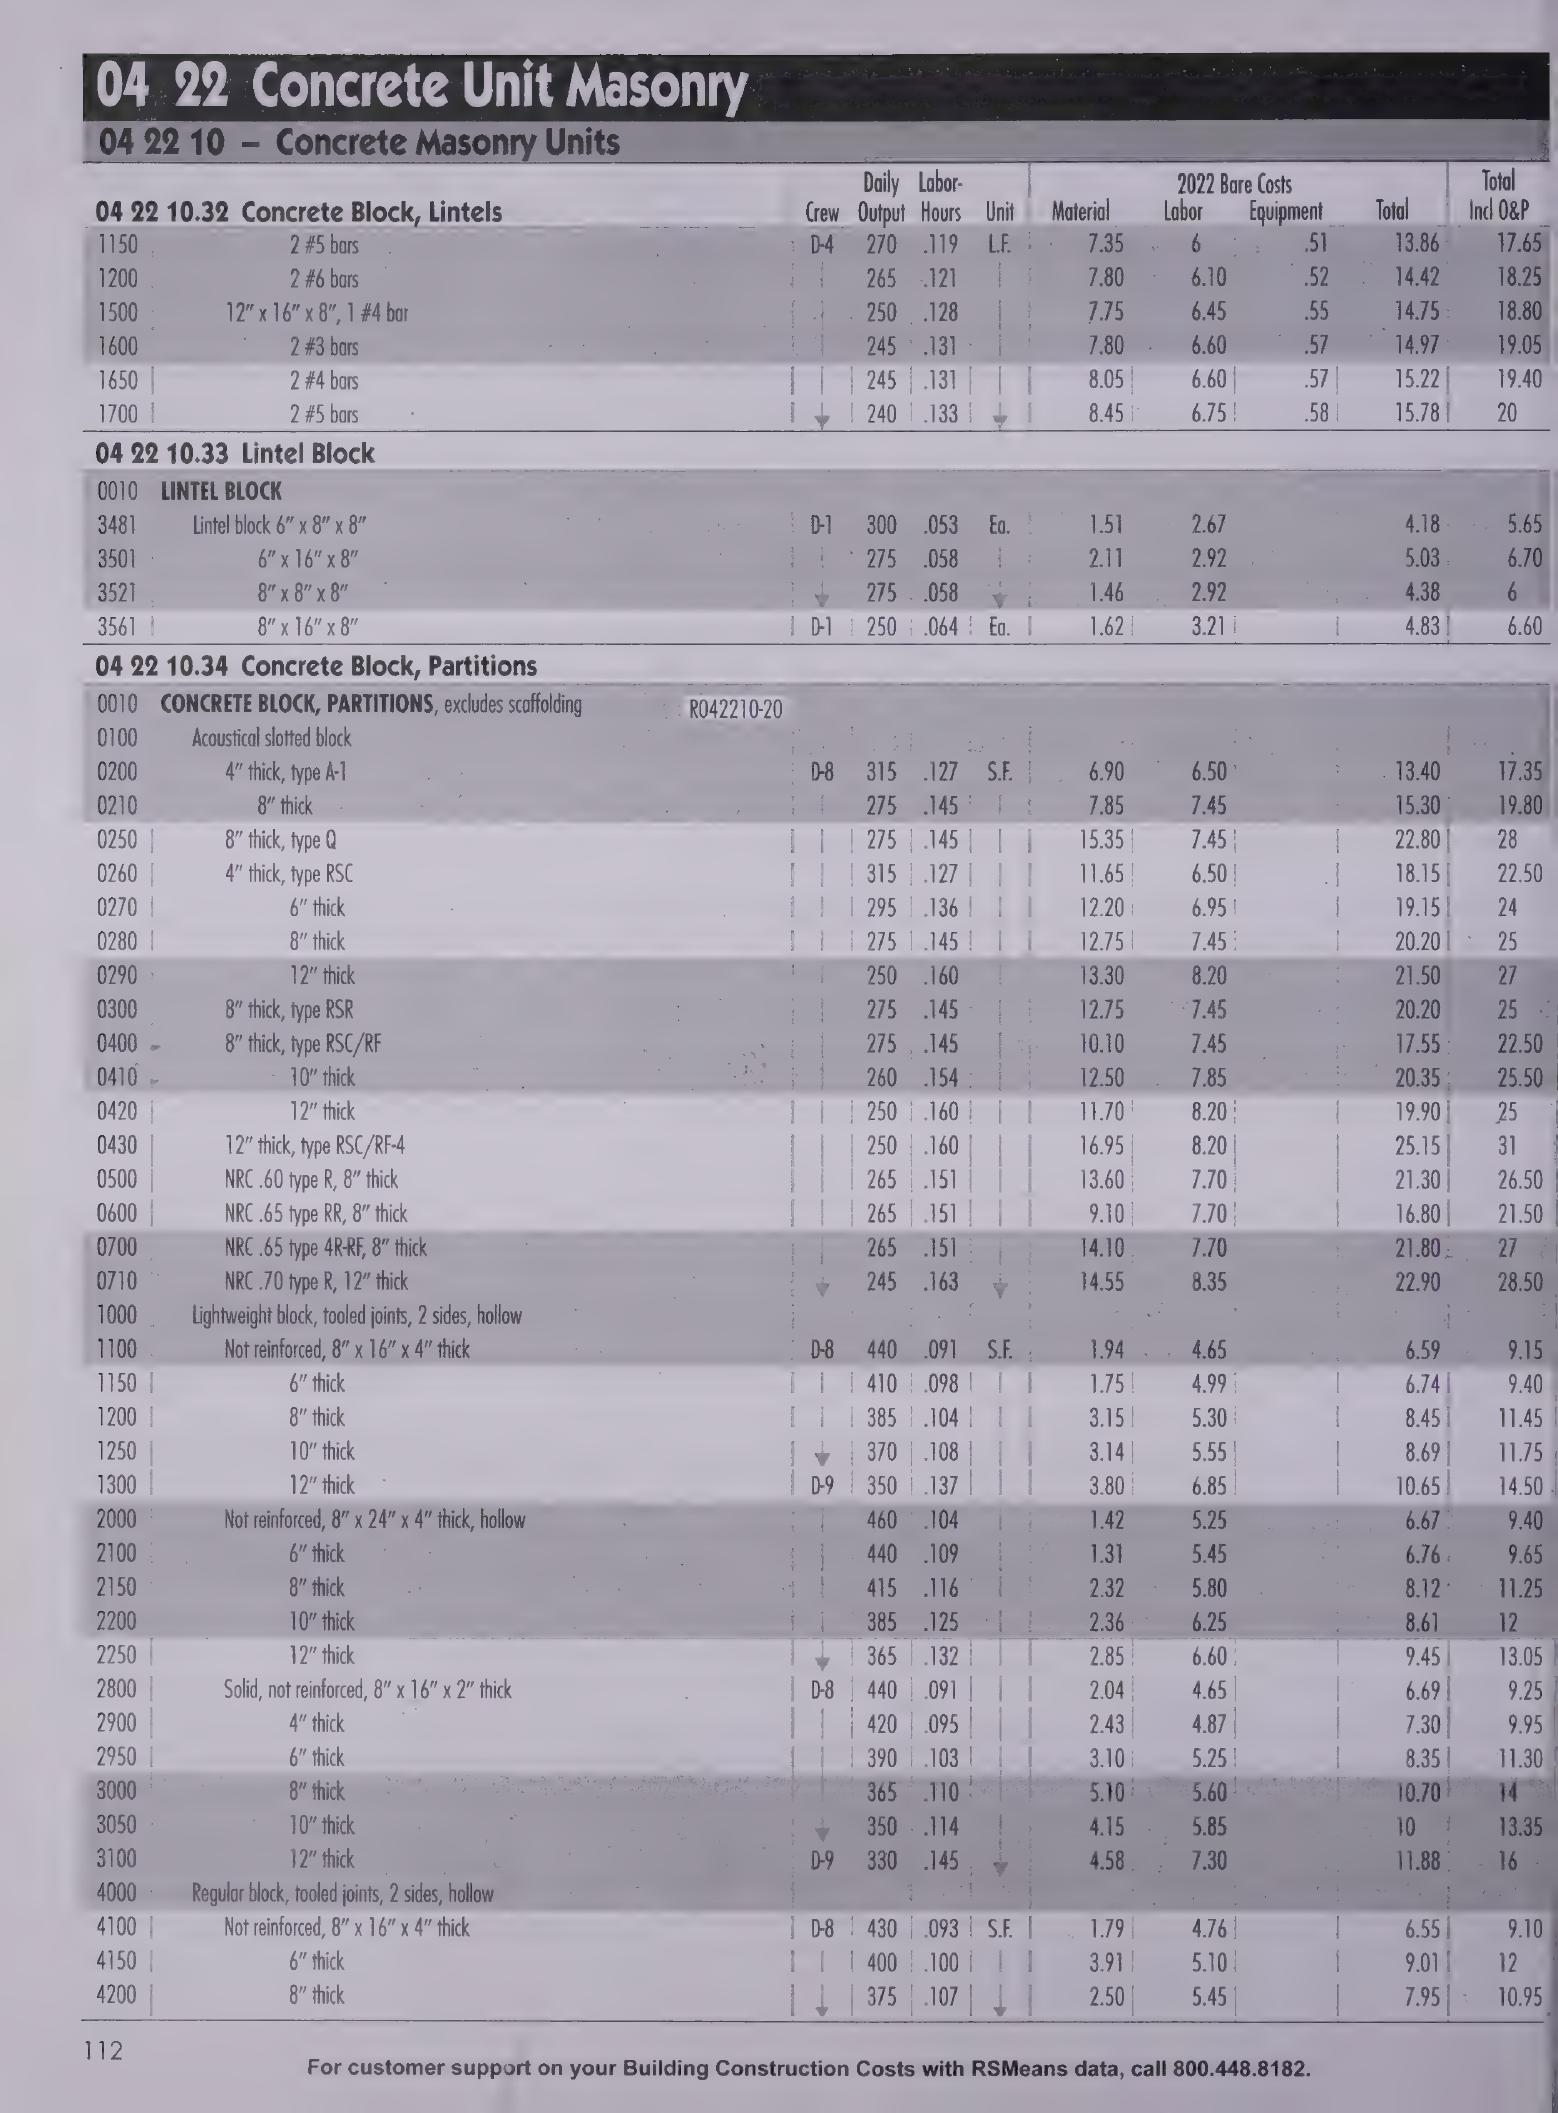 04 22 Concrete Unit Masonry
04 22 10 – Concrete Masonry Units
04 22 10.32 Concrete Block, Lintels Crew Daily Output Labor-Hours Unit 2022 Bare Costs Material Labor Equipment Total Total Incl O&P
1150 2 #5 bars D-4 270 .119 L.F. 7.35 6 .51 13.86 17.65
1200 2 #6 bars 265 .121 7.80 6.10 .52 14.42 18.25
1500 12" x 16" x 8", 1 #4 bar 250 .128 7.75 6.45 .55 14.75 18.80
1600 2 #3 bars 245 .131 7.80 6.60 .57 14.97 19.05
1650 2 #4 bars 245 .131 8.05 6.60 .57 15.22 19.40
1700 2 #5 bars 240 .133 8.45 6.75 .58 15.78 20
04 22 10.33 Lintel Block
0010 LINTEL BLOCK
3481 Lintel block 6" x 8" x 8" D-1 300 .053 Ea. 1.51 2.67 4.18 5.65
3501 6" x 16" x 8" 275 .058 2.11 2.92 5.03 6.70
3521 8" x 8" x 8" 275 .058 1.46 2.92 4.38 6
3561 8" x 16" x 8" D-1 250 .064 Ea. 1.62 3.21 4.83 6.60
04 22 10.34 Concrete Block, Partitions
0010 CONCRETE BLOCK, PARTITIONS, excludes scaffolding R042210-20
0100 Acoustical slotted block
0200 4" thick, type A-1 D-8 315 .127 S.F. 6.90 6.50 13.40 17.35
0210 8" thick 275 .145 7.85 7.45 15.30 19.80
0250 8" thick, type Q 275 .145 15.35 7.45 22.80 28
0260 4" thick, type RSC 315 .127 11.65 6.50 18.15 22.50
0270 6" thick 295 .136 12.20 6.95 19.15 24
0280 8" thick 275 .145 12.75 7.45 20.20 25
0290 12" thick 250 .160 13.30 8.20 21.50 27
0300 8" thick, type RSR 275 .145 12.75 7.45 20.20 25
0400 8" thick, type RSC/RF 275 .145 10.10 7.45 17.55 22.50
0410 10" thick 260 .154 12.50 7.85 20.35 25.50
0420 12" thick 250 .160 11.70 8.20 19.90 25
0430 12" thick, type RSC/RF-4 250 .160 16.95 8.20 25.15 31
0500 NRC .60 type R, 8" thick 265 .151 13.60 7.70 21.30 26.50
0600 NRC .65 type RR, 8" thick 265 .151 9.10 7.70 16.80 21.50
0700 NRC .65 type 4R-RF, 8" thick 265 .151 14.10 7.70 21.80 27
0710 NRC .70 type R, 12" thick 245 .163 14.55 8.35 22.90 28.50
1000 Lightweight block, tooled joints, 2 sides, hollow
1100 Not reinforced, 8" x 16" x 4" thick D-8 440 .091 S.F. 1.94 4.65 6.59 9.15
1150 6" thick 410 .098 1.75 4.99 6.74 9.40
1200 8" thick 385 .104 3.15 5.30 8.45 11.45
1250 10" thick 370 .108 3.14 5.55 8.69 11.75
1300 12" thick D-9 350 .137 3.80 6.85 10.65 14.50
2000 Not reinforced, 8" x 24" x 4" thick, hollow 460 .104 1.42 5.25 6.67 9.40
2100 6" thick 440 .109 1.31 5.45 6.76 9.65
2150 8" thick 415 .116 2.32 5.80 8.12 11.25
2200 10" thick 385 .125 2.36 6.25 8.61 12
2250 12" thick 365 .132 2.85 6.60 9.45 13.05
2800 Solid, not reinforced, 8" x 16" x 2" thick D-8 440 .091 2.04 4.65 6.69 9.25
2900 4" thick 420 .095 2.43 4.87 7.30 9.95
2950 6" thick 390 .103 3.10 5.25 8.35 11.30
3000 8" thick 365 .110 5.10 5.60 10.70 14
3050 10" thick 350 .114 4.15 5.85 10 13.35
3100 12" thick D-9 330 .145 4.58 7.30 11.88 16
4000 Regular block, tooled joints, 2 sides, hollow
4100 Not reinforced, 8" x 16" x 4" thick D-8 430 .093 S.F. 1.79 4.76 6.55 9.10
4150 6" thick 400 .100 3.91 5.10 9.01 12
4200 8" thick 375 .107 2.50 5.45 7.95 10.95
112
For customer support on your Building Construction Costs with RSMeans data, call 800.448.8182.